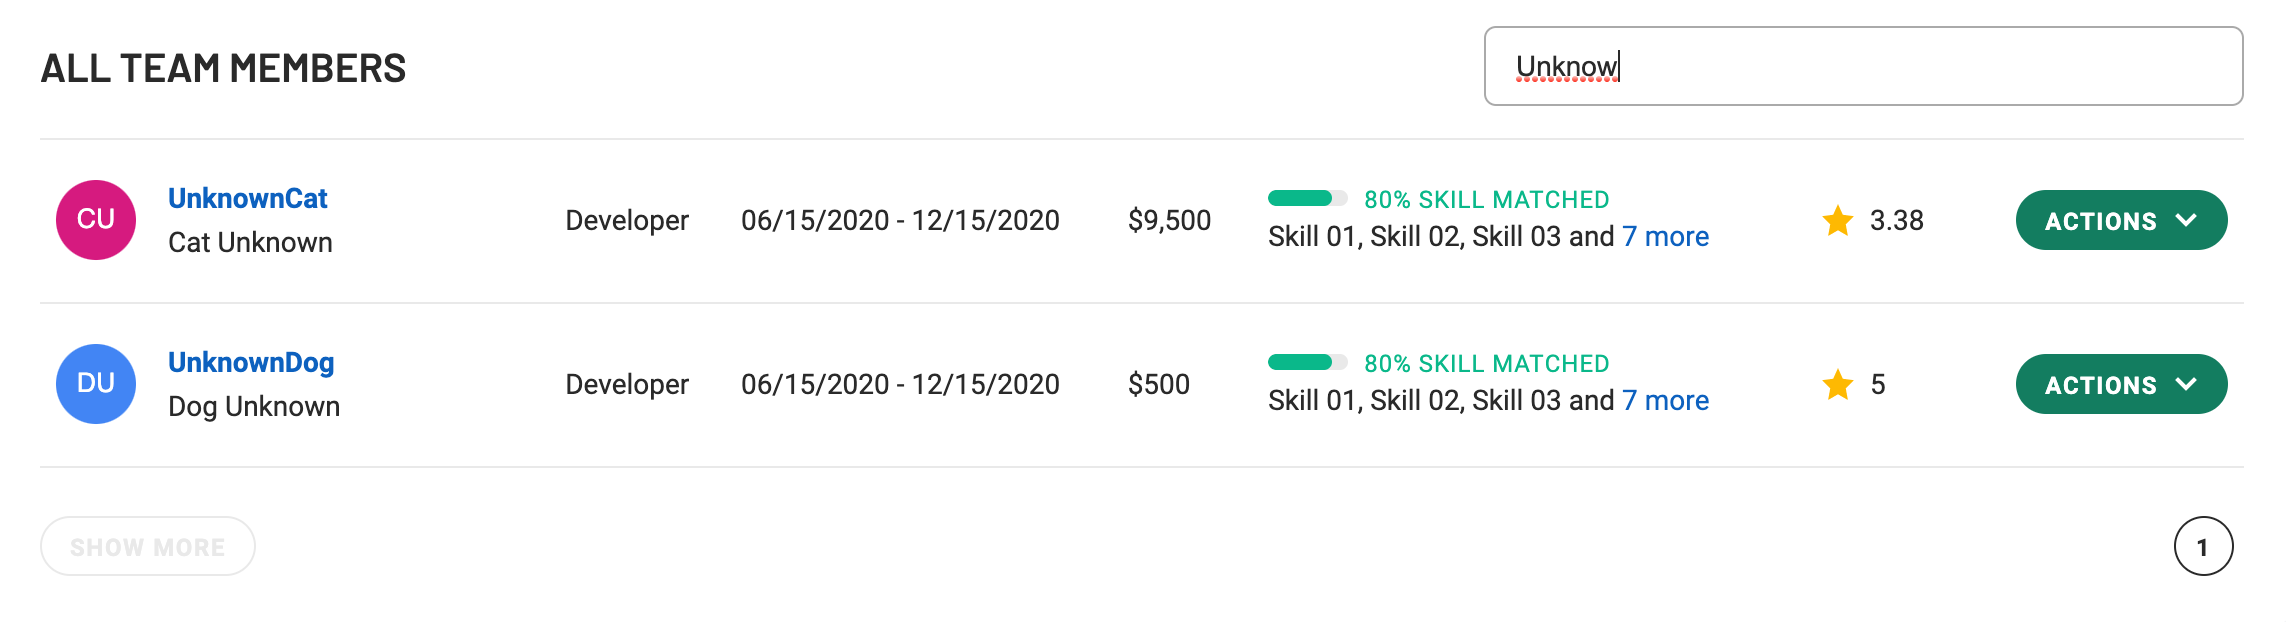 ALL TEAM MEMBERS
Unknow
CU
UnknownCat
Cat Unknown
Developer
06/15/2020 - 12/15/2020
$9,500
80% SKILL MATCHED
Skill 01, Skill 02, Skill 03 and 7 more
3.38
ACTIONS
DU
UnknownDog
Dog Unknown
Developer
06/15/2020 - 12/15/2020
$500
80% SKILL MATCHED
Skill 01, Skill 02, Skill 03 and 7 more
5
ACTIONS
SHOW MORE
1